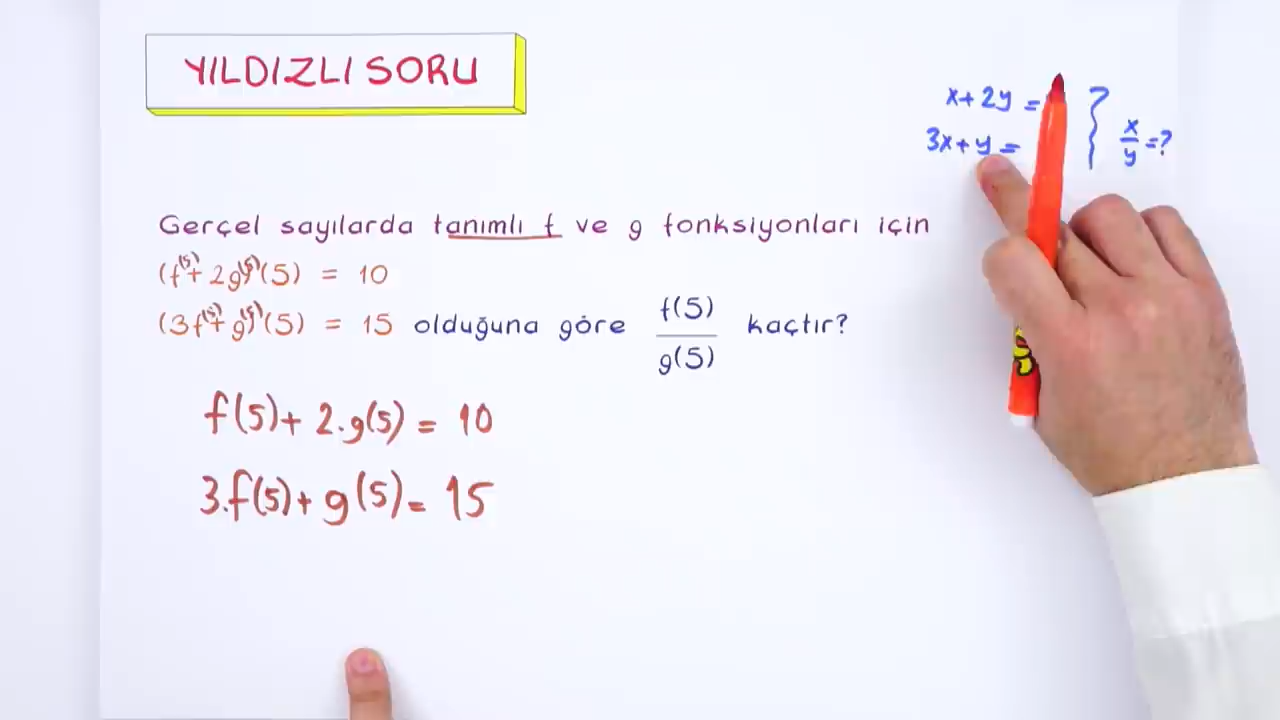 YILDIZLI SORU
x+2y =
3x+y =
x/y =?
Gerçel sayılarda tanımlı f ve g fonksiyonları için
(f(5)+ 2g(5))(5) = 10
(3f(5)+ g(5))(5) = 15 olduğuna göre f(5)/g(5) kaçtır?
f(5)+ 2.g(5) = 10
3.f(5)+ g(5) = 15